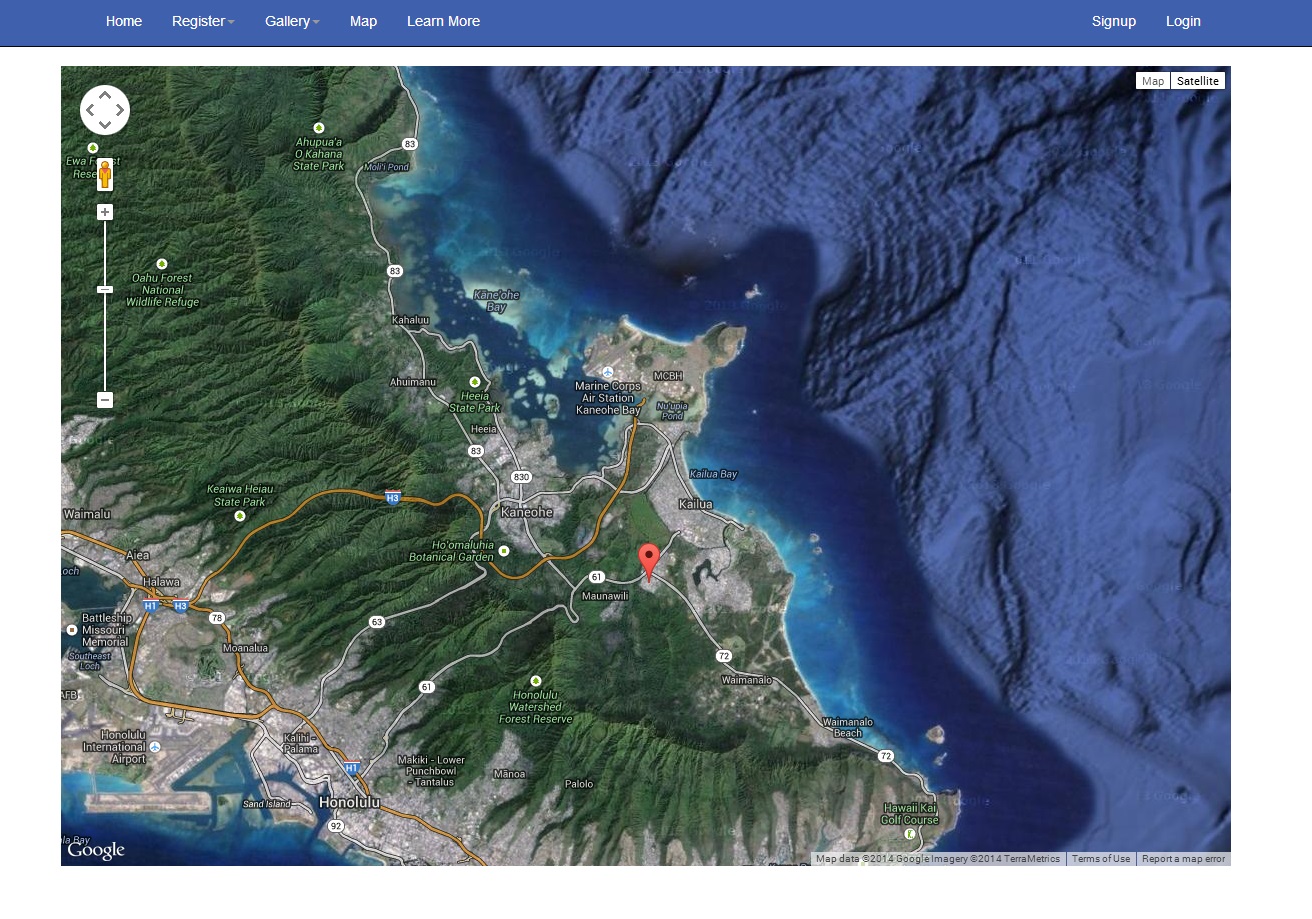 Home
Register
Gallery
Map
Learn More
Signup
Login
Map
Satellite
Ahupua'a
O Kahana
State Park
83
Moli'i Pond
Oahu Forest
National
Wildlife Refuge
83
Kāne'ohe
Bay
Kahaluu
Ahuimanu
Heeia
State Park
Marine Corps
Air Station
Kaneohe Bay
MCBH
Nu'upia
Pond
Heeia
83
830
Kailua Bay
Keaiwa Heiau
State Park
H3
Kailua
Waimalu
Kaneohe
Ho'omaluhia
Botanical Garden
Aiea
Halawa
61
Maunawili
H1
H3
78
63
Battleship
Missouri
Memorial
Southeast
Loch
Moanalua
72
Waimanalo
61
Honolulu
Watershed
Forest Reserve
Waimanalo
Beach
72
Honolulu
International
Airport
Kalihi -
Palama
H1
Makiki - Lower
Punchbowl
- Tantalus
Mānoa
Palolo
Sand Island
Honolulu
92
Hawaii Kai
Golf Course
Google
Map data ©2014 Google Imagery ©2014 TerraMetrics
Terms of Use
Report a map error